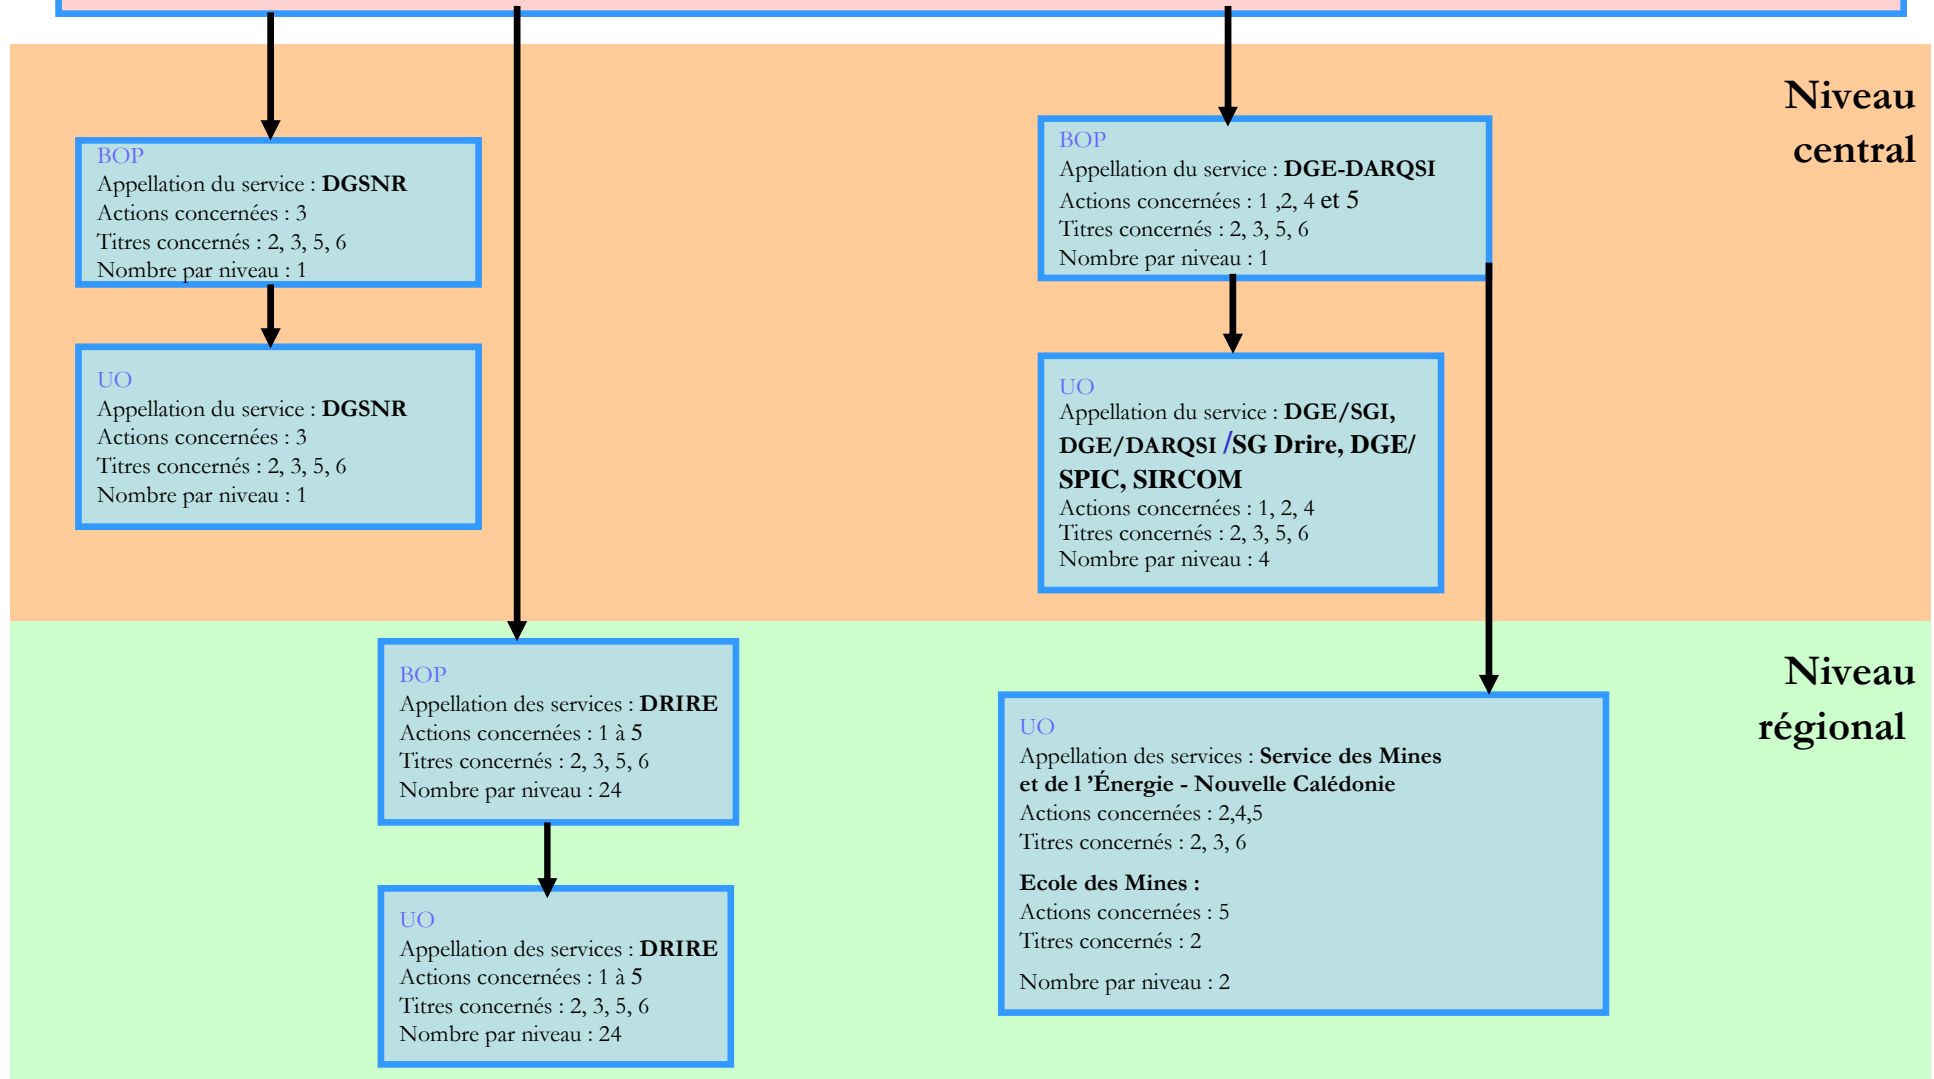 Niveau
central
BOP
Appellation du service : DGSNR
Actions concernées : 3
Titres concernés : 2, 3, 5, 6
Nombre par niveau : 1
BOP
Appellation du service : DGE-DARQSI
Actions concernées : 1 ,2, 4 et 5
Titres concernés : 2, 3, 5, 6
Nombre par niveau : 1
UO
Appellation du service : DGSNR
Actions concernées : 3
Titres concernés : 2, 3, 5, 6
Nombre par niveau : 1
UO
Appellation du service : DGE/SGI,
DGE/DARQSI /SG Drire, DGE/
SPIC, SIRCOM
Actions concernées : 1, 2, 4
Titres concernés : 2, 3, 5, 6
Nombre par niveau : 4
Niveau
régional
BOP
Appellation des services : DRIRE
Actions concernées : 1 à 5
Titres concernés : 2, 3, 5, 6
Nombre par niveau : 24
UO
Appellation des services : Service des Mines
et de l ’Énergie - Nouvelle Calédonie
Actions concernées : 2,4,5
Titres concernés : 2, 3, 6
Ecole des Mines :
Actions concernées : 5
Titres concernés : 2
Nombre par niveau : 2
UO
Appellation des services : DRIRE
Actions concernées : 1 à 5
Titres concernés : 2, 3, 5, 6
Nombre par niveau : 24